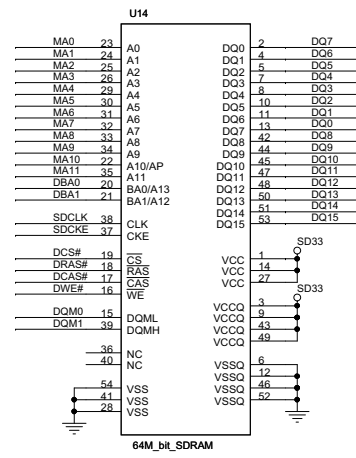 U14
MA0 23 A0 DQ0 2 DQ7
MA1 24 A1 DQ1 4 DQ6
MA2 25 A2 DQ2 5 DQ5
MA3 26 A3 DQ3 7 DQ4
MA4 29 A4 DQ4 8 DQ3
MA5 30 A5 DQ5 10 DQ2
MA6 31 A6 DQ6 11 DQ1
MA7 32 A7 DQ7 13 DQ0
MA8 33 A8 DQ8 42 DQ8
MA9 34 A9 DQ9 44 DQ9
MA10 22 A10/AP DQ10 45 DQ10
MA11 35 A11 DQ11 47 DQ11
DBA0 20 BA0/A13 DQ12 48 DQ12
DBA1 21 BA1/A12 DQ13 50 DQ13
DQ14 51 DQ14
SDCLK 38 CLK DQ15 53 DQ15
SDCKE 37 CKE
SD33
DCS# 19 CS VCC 1
DRAS# 18 RAS VCC 14
DCAS# 17 CAS VCC 27
DWE# 16 WE SD33
VCCQ 3
DQM0 15 DQML VCCQ 9
DQM1 39 DQMH VCCQ 43
VCCQ 49
36 NC
40 NC VSSQ 6
VSSQ 12
54 VSS VSSQ 46
41 VSS VSSQ 52
28 VSS
64M_bit_SDRAM